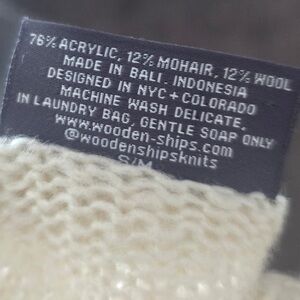 76% ACRYLIC, 12% MOHAIR, 12% WOOL
MADE IN BALI. INDONESIA
DESIGNED IN NYC + COLORADO
MACHINE WASH DELICATE,
IN LAUNDRY BAG, GENTLE SOAP ONLY
www.wooden-ships.com
@woodenshipsknits
S/M